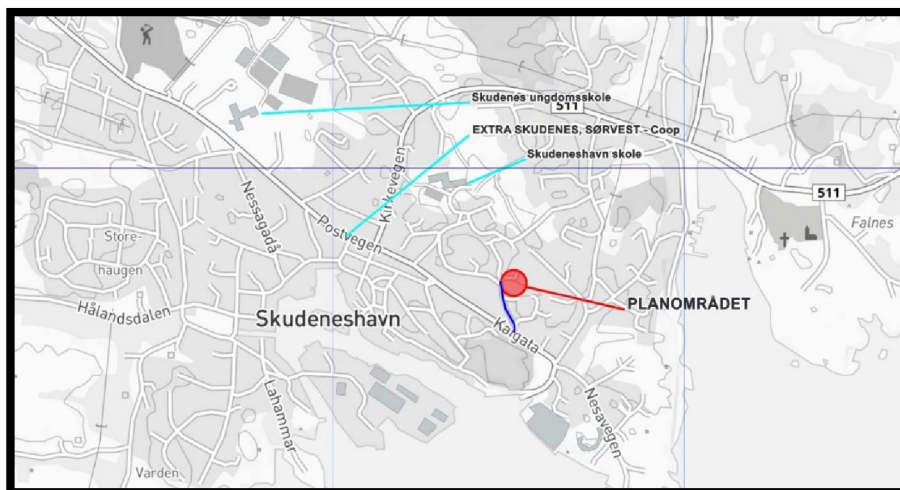 Skudenes ungdomsskole
511
EXTRA SKUDENES, SØRVEST - Coop
Skudeneshavn skole
511
Kirkevegen
Nessagadå
Postvegen
Falnes
Store-
haugen
PLANOMRÅDET
Hålandsdalen
Skudeneshavn
Kaigata
Lahammar
Nesavegen
Varden